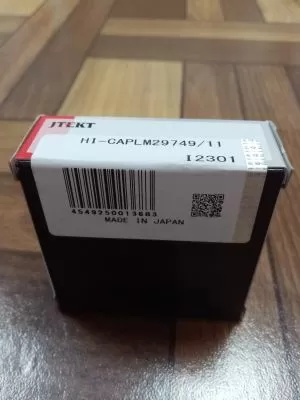 JTEKT
HI-CAPLM29749/11
I2301
4549250013683
MADE IN JAPAN